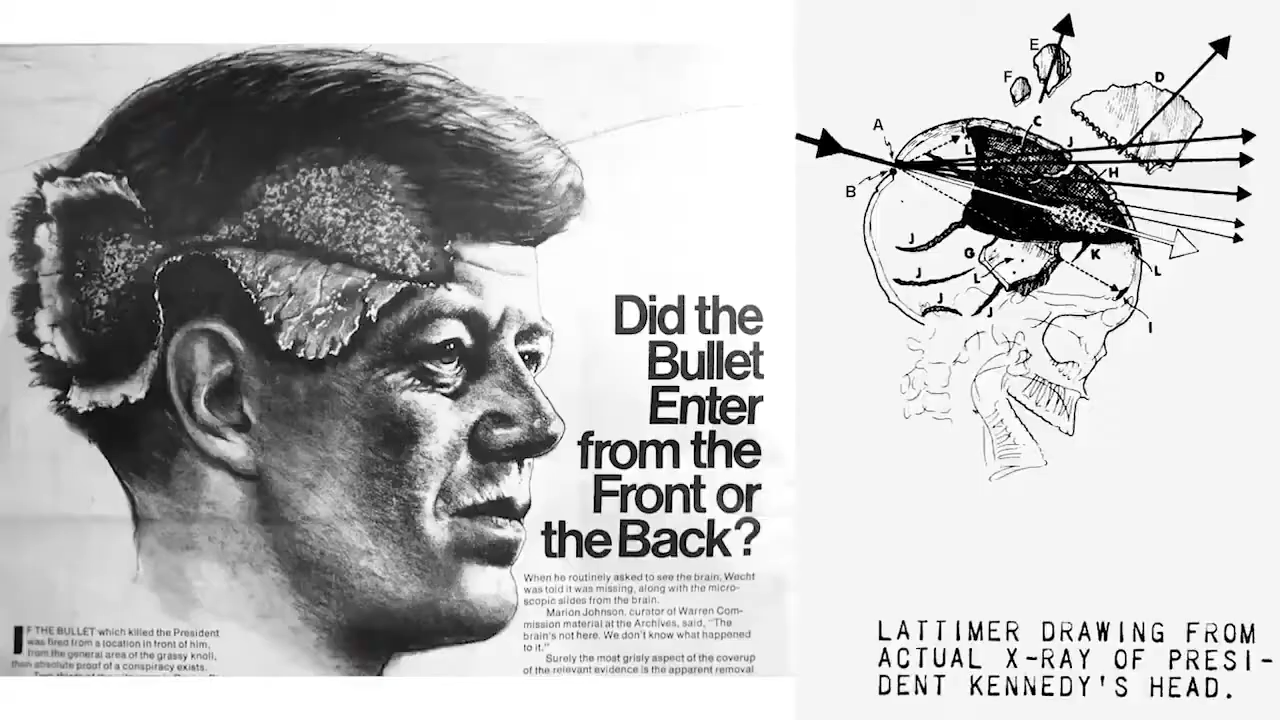 Did the
Bullet
Enter
from the
Front or
the Back?
When he routinely asked to see the brain, Wecht
was told it was missing, along with the micro-
scopic slides from the brain.
Marion Johnson, curator of Warren Com-
mission material at the Archives, said, "The
brain's not here. We don't know what happened
to it."
Surely the most grisly aspect of the coverup
of the relevant evidence is the apparent removal
IF THE BULLET which killed the President
was fired from a location in front of him,
from the general area of the grassy knoll,
then absolute proof of a conspiracy exists.
E
F
D
A
C
L
J
H
B
J
G
K
L
L
J
J
J
I
LATTIMER DRAWING FROM
ACTUAL X-RAY OF PRESI-
DENT KENNEDY'S HEAD.